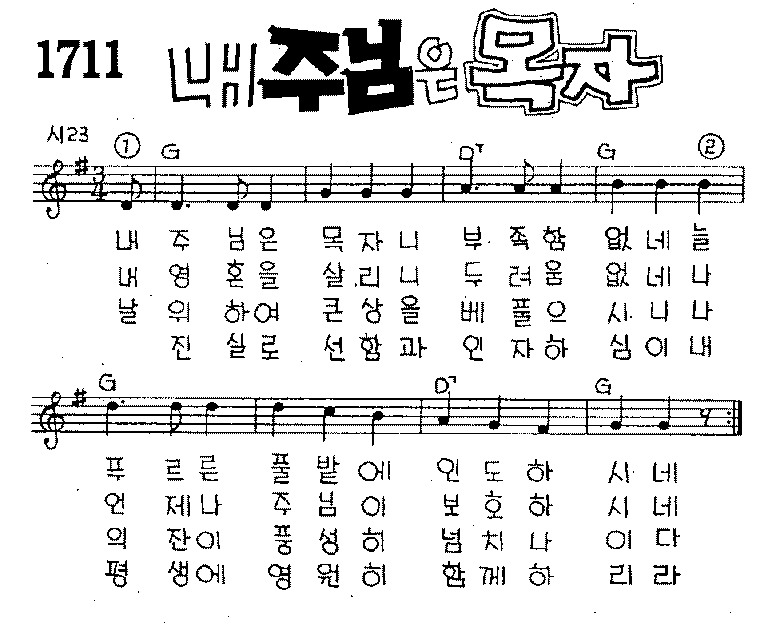 1711 내 주님은 목자
시23
① G D7 G ②
3/4
내 주 님은 목자니 부족함 없네 늘
내 영 혼을 살리니 두려움 없네 나
날 위 하여 큰상을 베풀으 시니 나
진 실로 선함과 인자하 심이 내
G D7 G
푸 르른 풀밭에 인도하 시네
언 제나 주님이 보호하 시네
의 잔이 풍성히 넘치나 이다
평 생에 영원히 함께하 리라